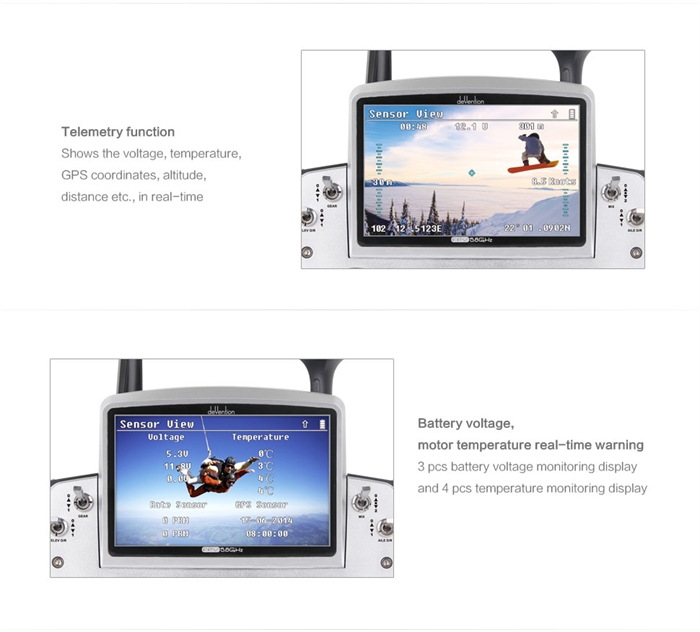 Telemetry function
Shows the voltage, temperature,
GPS coordinates, altitude,
distance etc., in real-time
devention
Sensor View
00:48 12.1 V 301 m
30 m 8.5 Knots
102 12 .5123E 22 01 .0902N
5.8GHz
GEAR
MIX
ELEV D/R
AILE D/R
Battery voltage,
motor temperature real-time warning
3 pcs battery voltage monitoring display
and 4 pcs temperature monitoring display
devention
Sensor View
Voltage Temperature
5.3V 0℃
11.8V 3℃
0.0V 4℃
4℃
Rate Sensor GPS Sensor
0 PRM 15-06-2014
0 PRM 08:00:00
5.8GHz
GEAR
MIX
ELEV D/R
AILE D/R